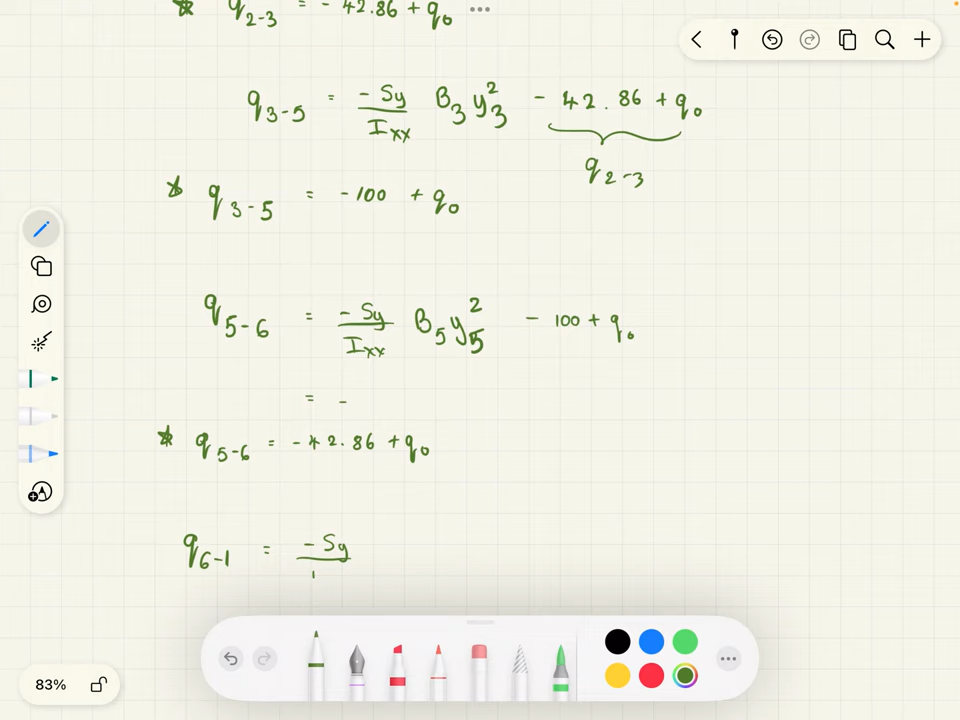 * q2-3 = - 42.86 + q0
q3-5 = -Sy/Ixx B3 y3² - 42.86 + q0
q2-3
* q3-5 = -100 + q0
q5-6 = -Sy/Ixx B5 y5² - 100 + q0
= -
* q5-6 = -42.86 + q0
q6-1 = -Sy
83%